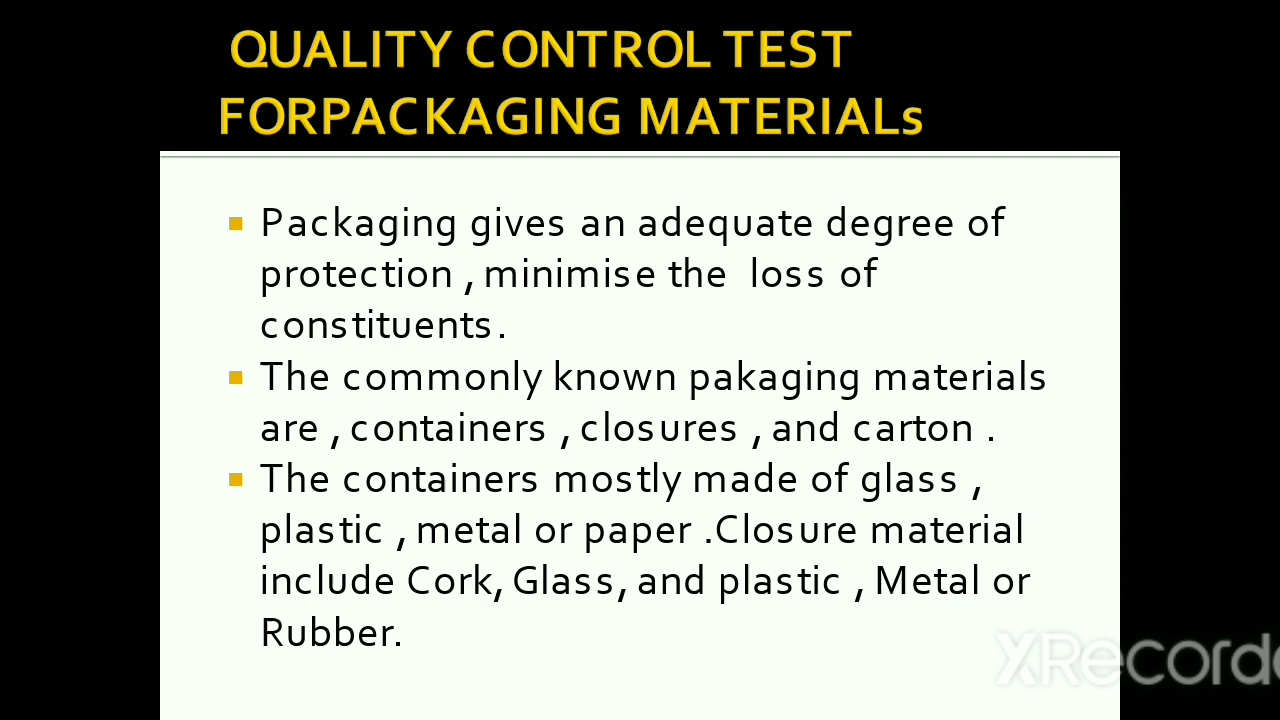 QUALITY CONTROL TEST
FORPACKAGING MATERIALs
Packaging gives an adequate degree of
protection , minimise the loss of
constituents.
The commonly known pakaging materials
are , containers , closures , and carton .
The containers mostly made of glass ,
plastic , metal or paper .Closure material
include Cork, Glass, and plastic , Metal or
Rubber.
XRecorde